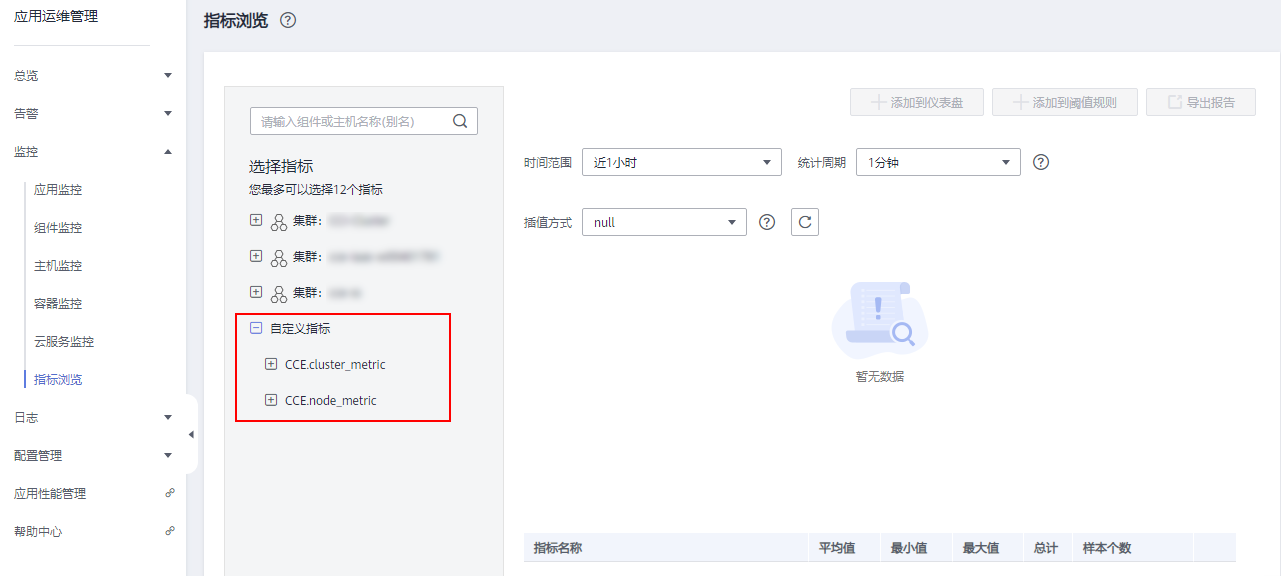 应用运维管理
总览
告警
监控
应用监控
组件监控
主机监控
容器监控
云服务监控
指标浏览
日志
配置管理
应用性能管理
帮助中心
指标浏览
请输入组件或主机名称(别名)
选择指标
您最多可以选择12个指标
集群:
集群:
集群:
自定义指标
CCE.cluster_metric
CCE.node_metric
添加到仪表盘 添加到阈值规则 导出报告
时间范围 近1小时 统计周期 1分钟
插值方式 null
暂无数据
指标名称 平均值 最小值 最大值 总计 样本个数